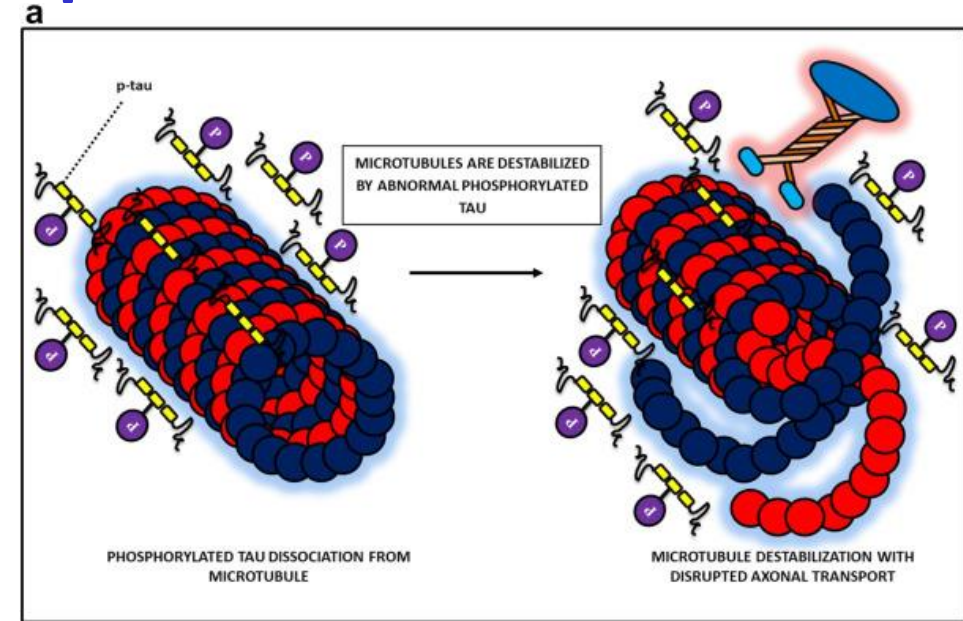 a
p-tau
P
P
P
P
P
P
P
P
P
P
P
P
P
MICROTUBULES ARE DESTABILIZED
BY ABNORMAL PHOSPHORYLATED
TAU
PHOSPHORYLATED TAU DISSOCIATION FROM
MICROTUBULE
MICROTUBULE DESTABILIZATION WITH
DISRUPTED AXONAL TRANSPORT